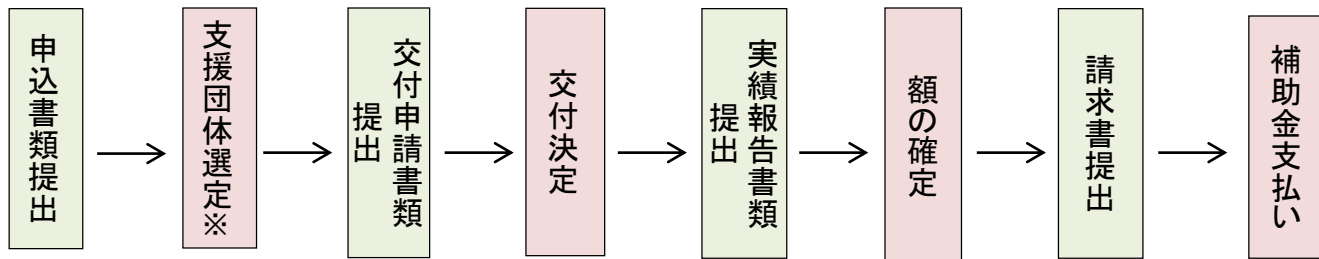 申込書類提出
支援団体選定※
交付申請書類
提出
交付決定
実績報告書類
提出
額の確定
請求書提出
補助金支払い